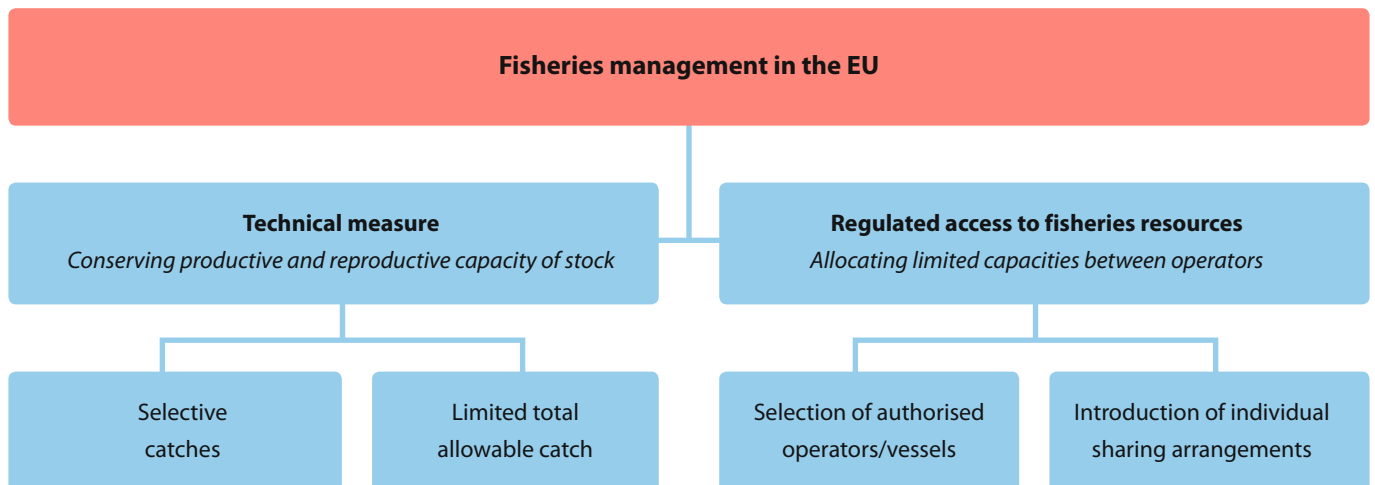 Fisheries management in the EU
Technical measure
Conserving productive and reproductive capacity of stock
Regulated access to fisheries resources
Allocating limited capacities between operators
Selective
catches
Limited total
allowable catch
Selection of authorised
operators/vessels
Introduction of individual
sharing arrangements